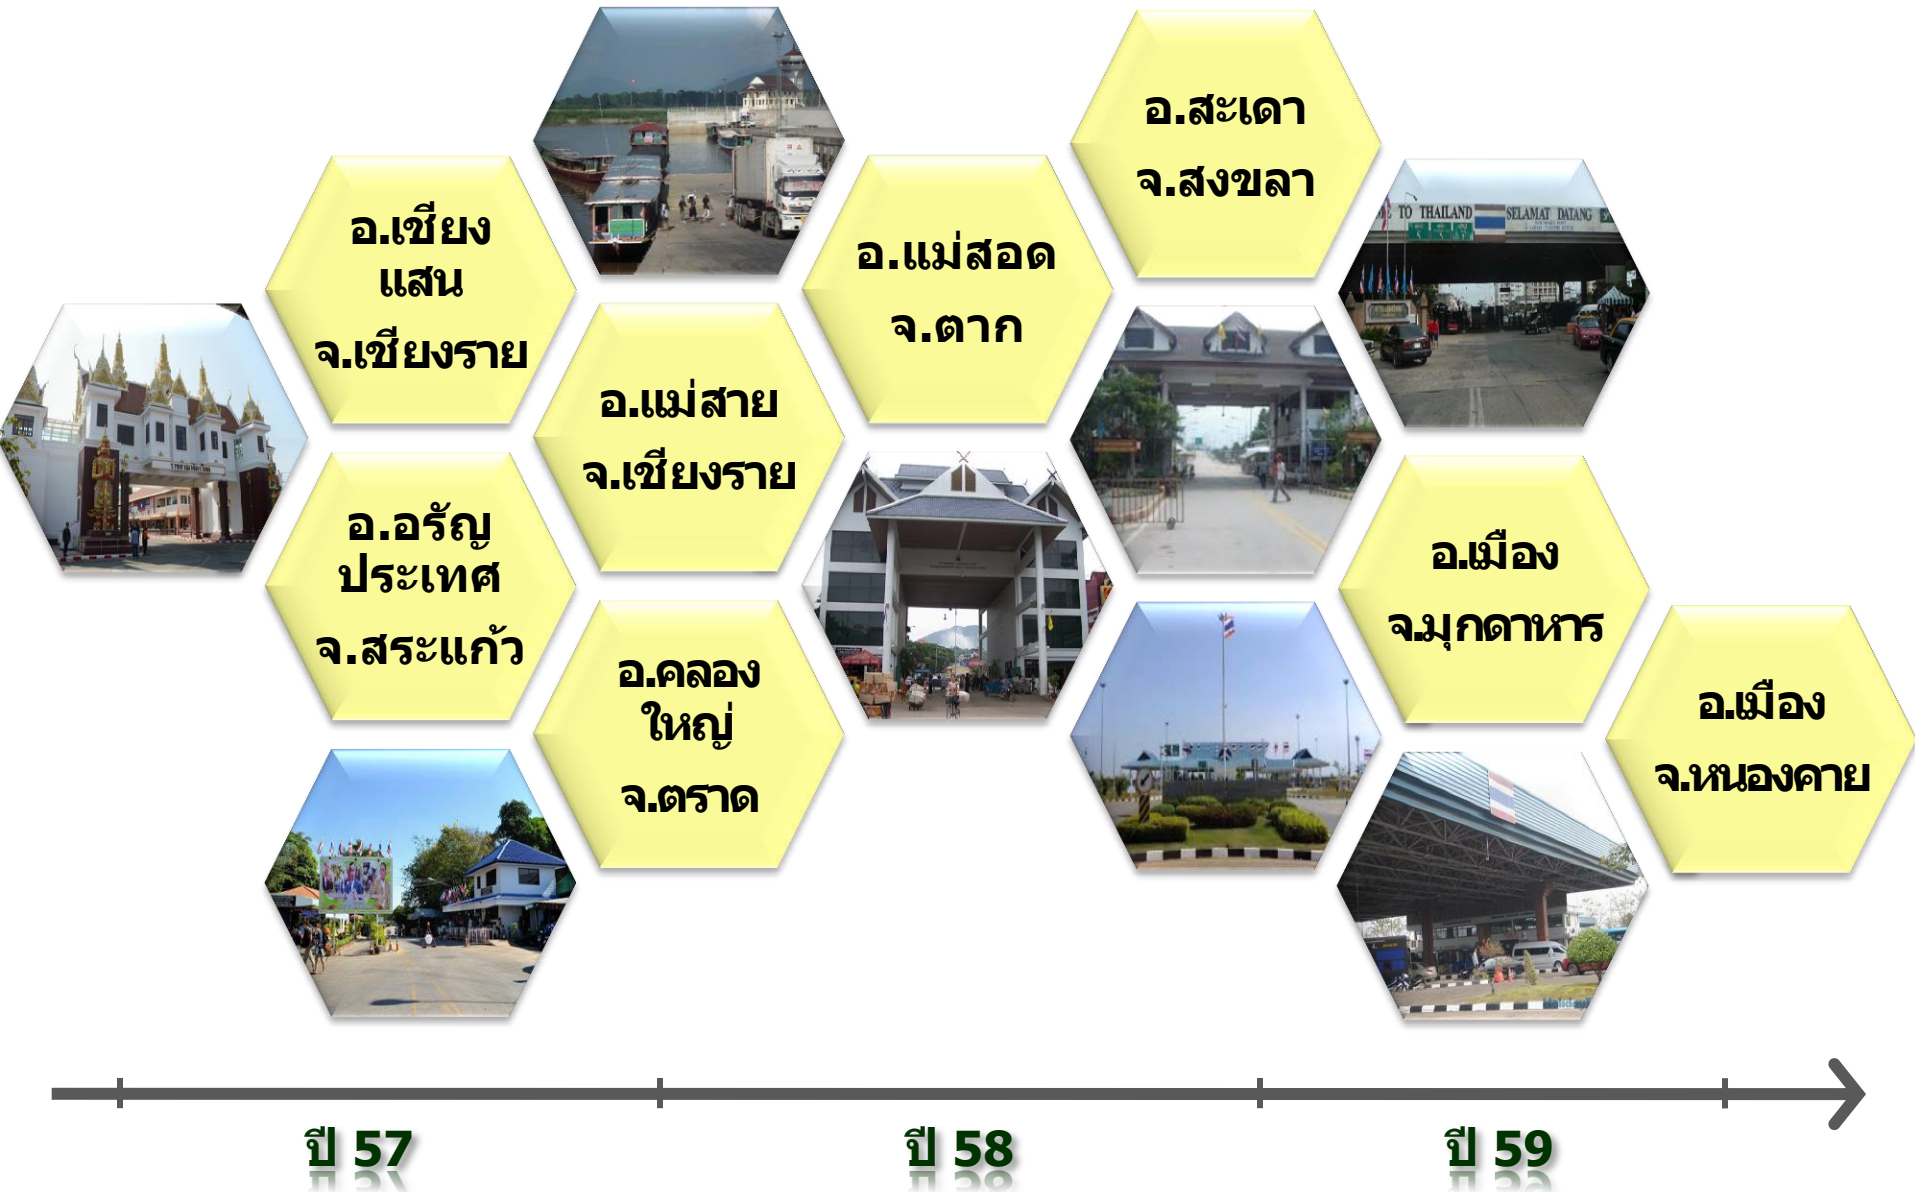 อ.เชียง
แสน
จ.เชียงราย
อ.อรัญ
ประเทศ
จ.สระแก้ว
อ.แม่สาย
จ.เชียงราย
อ.คลอง
ใหญ่
จ.ตราด
อ.แม่สอด
จ.ตาก
อ.สะเดา
จ.สงขลา
TO THAILAND
SELAMAT DATANG
อ.เมือง
จ.มุกดาหาร
อ.เมือง
จ.หนองคาย
ปี 57
ปี 58
ปี 59